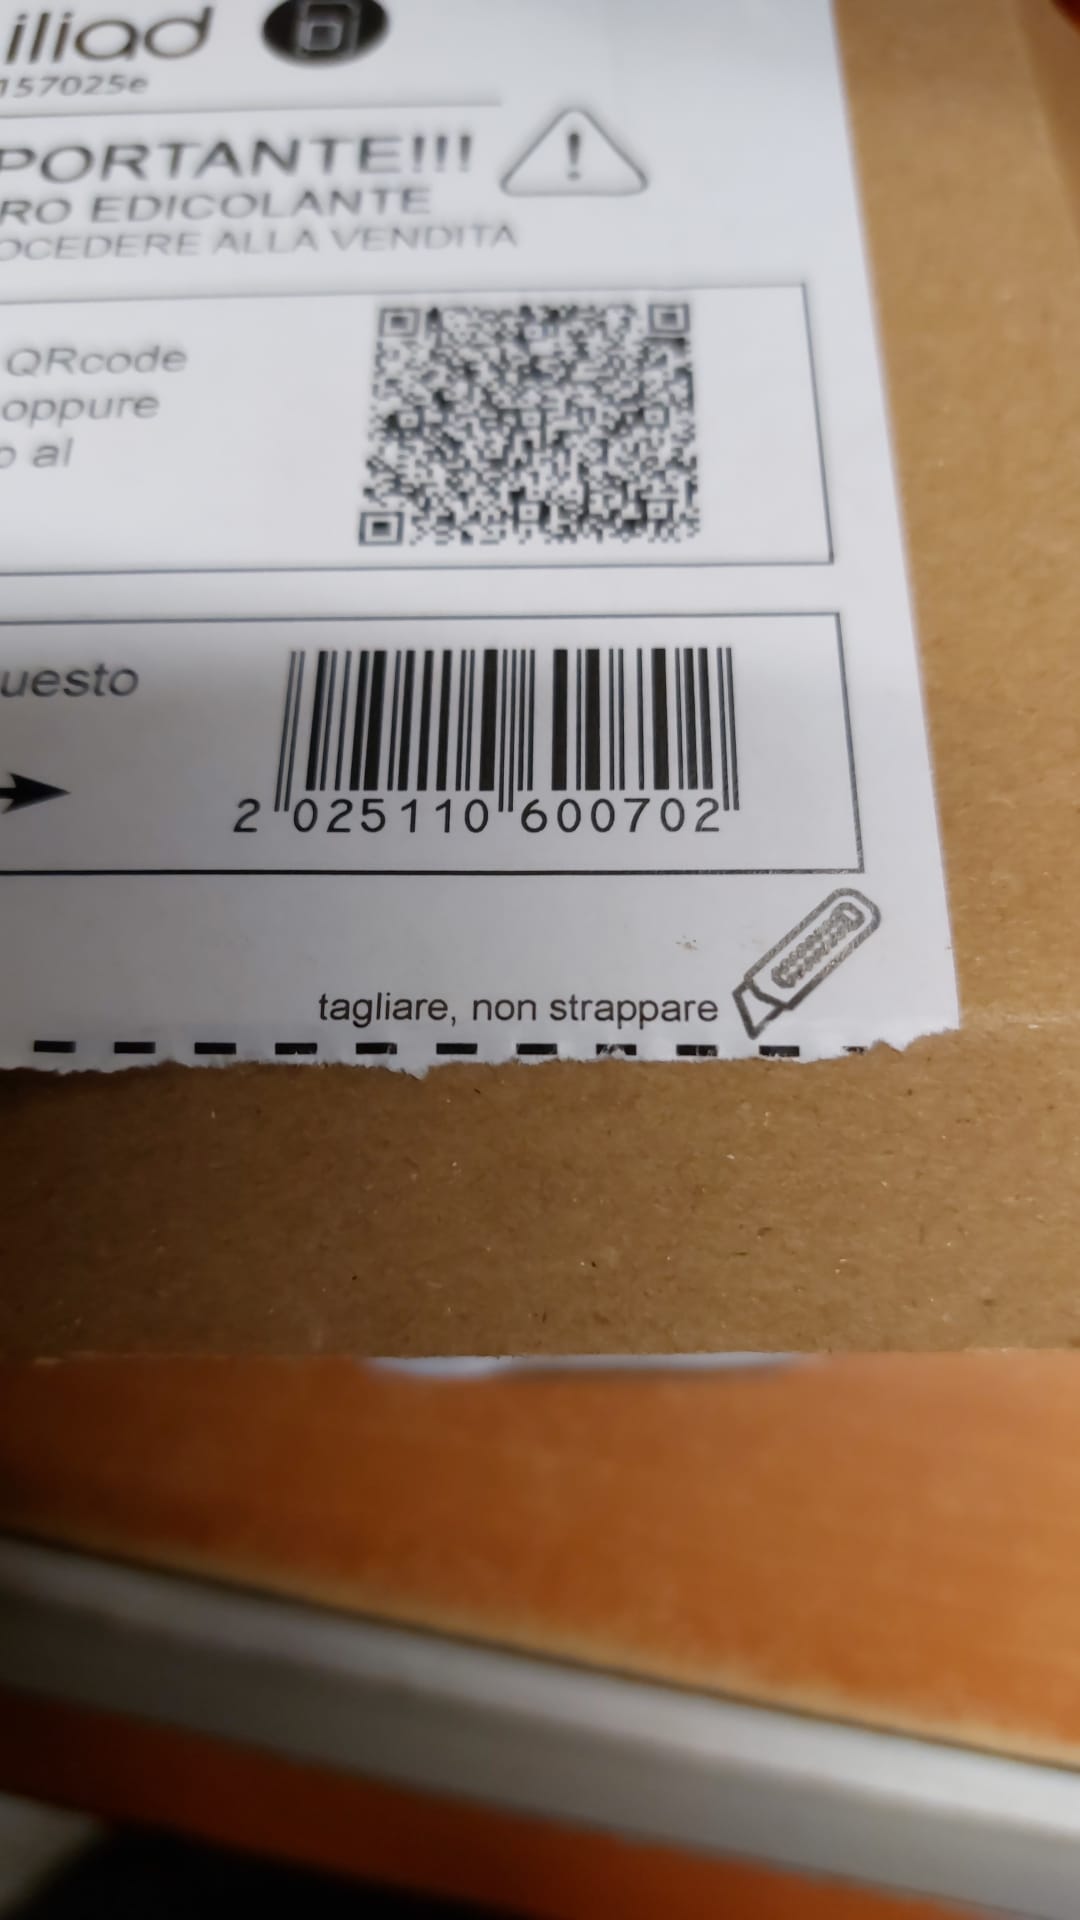 iliad
157025e
PORTANTE!!!
RO EDICOLANTE
OCEDERE ALLA VENDITA
QRcode
oppure
o al
uesto
2 025110 600702
tagliare, non strappare